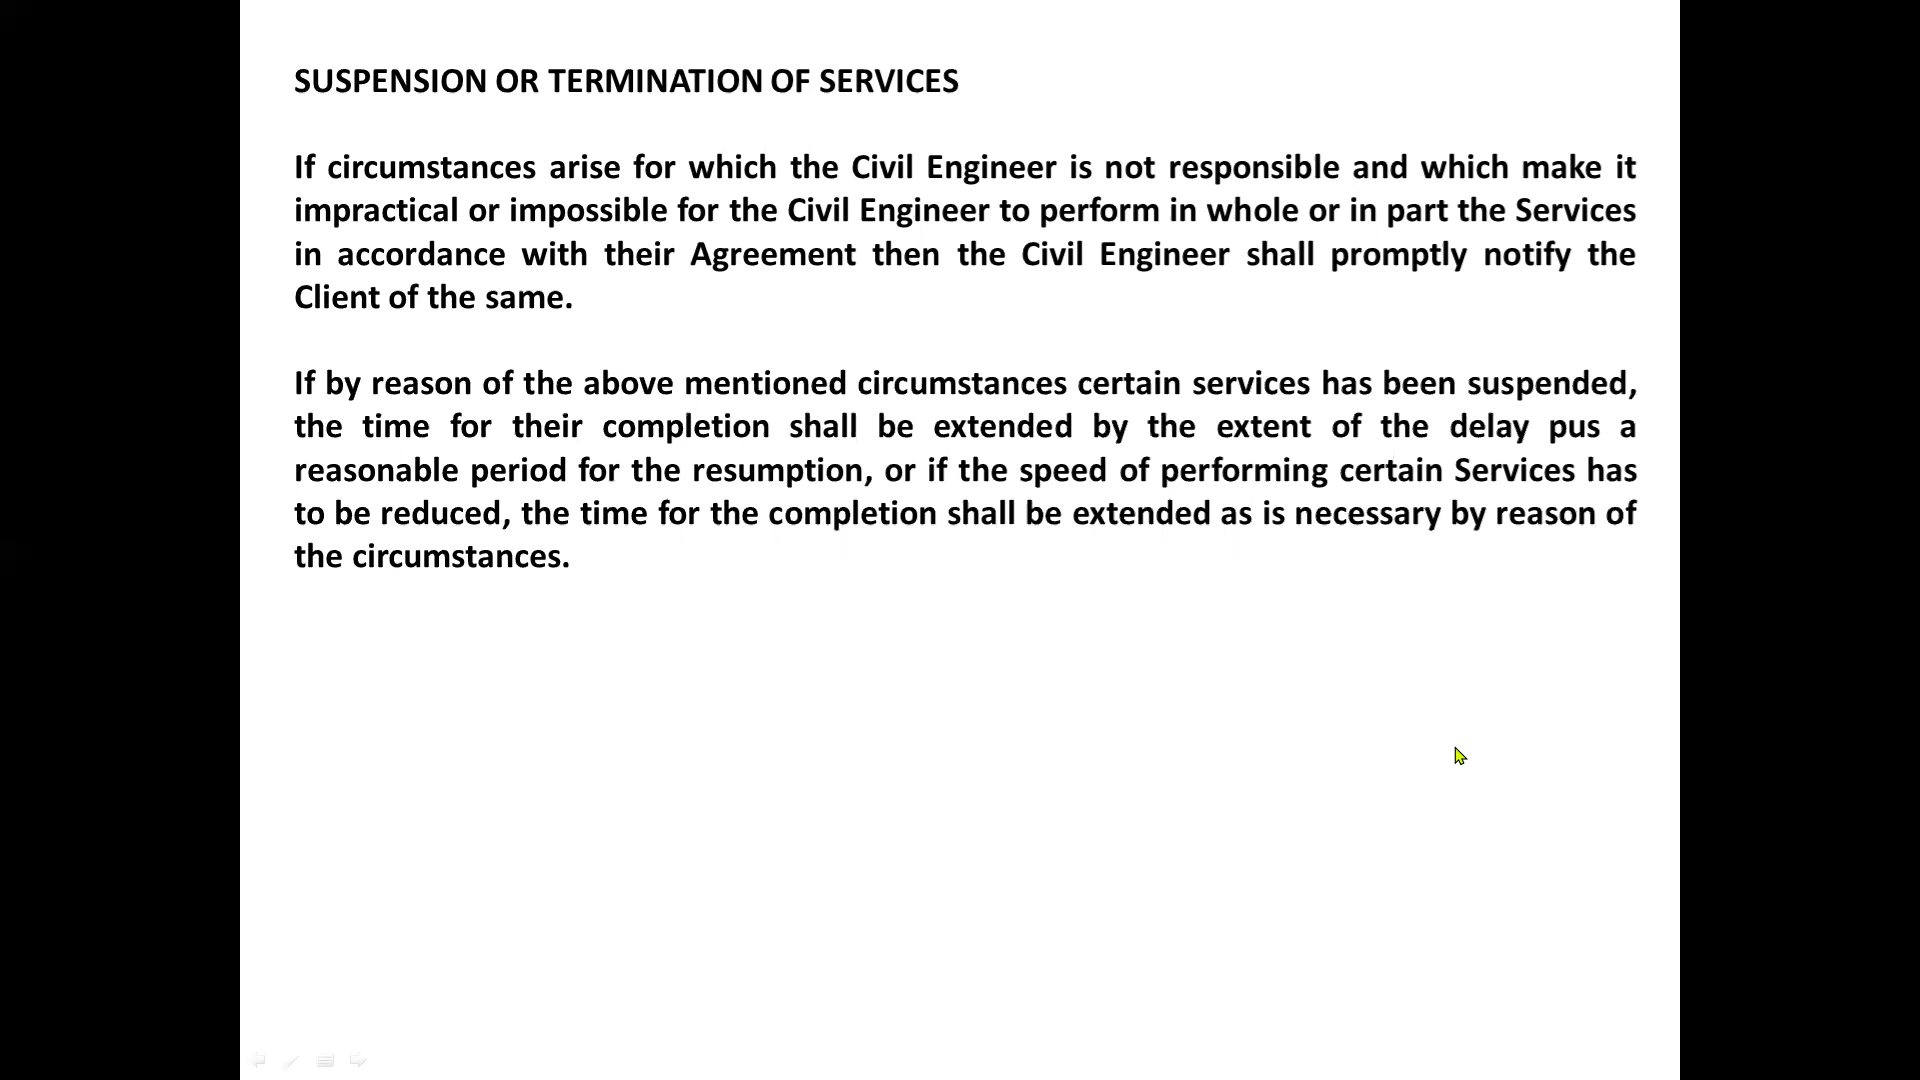 SUSPENSION OR TERMINATION OF SERVICES
If circumstances arise for which the Civil Engineer is not responsible and which make it
impractical or impossible for the Civil Engineer to perform in whole or in part the Services
in accordance with their Agreement then the Civil Engineer shall promptly notify the
Client of the same.
If by reason of the above mentioned circumstances certain services has been suspended,
the time for their completion shall be extended by the extent of the delay pus a
reasonable period for the resumption, or if the speed of performing certain Services has
to be reduced, the time for the completion shall be extended as is necessary by reason of
the circumstances.